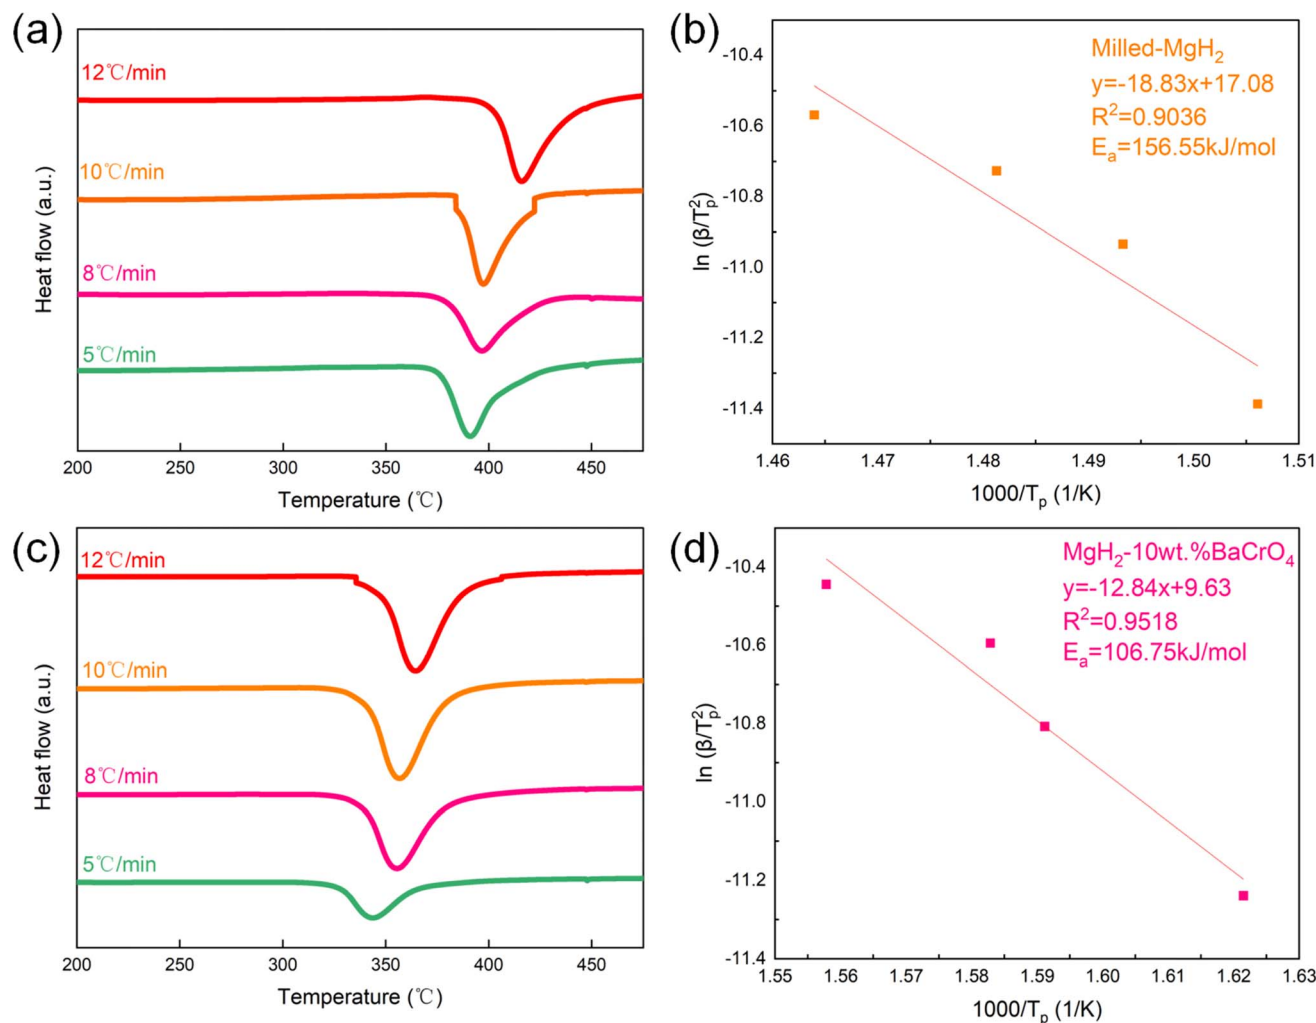 (a)
12℃/min
10℃/min
8℃/min
5℃/min
Heat flow (a.u.)
200 250 300 350 400 450
Temperature (℃)
(b)
Milled-MgH₂
y=-18.83x+17.08
R²=0.9036
Eₐ=156.55kJ/mol
ln (β/Tₚ²)
-10.4
-10.6
-10.8
-11.0
-11.2
-11.4
1.46 1.47 1.48 1.49 1.50 1.51
1000/Tₚ (1/K)
(c)
12℃/min
10℃/min
8℃/min
5℃/min
Heat flow (a.u.)
200 250 300 350 400 450
Temperature (℃)
(d)
MgH₂-10wt.%BaCrO₄
y=-12.84x+9.63
R²=0.9518
Eₐ=106.75kJ/mol
ln (β/Tₚ²)
-10.4
-10.6
-10.8
-11.0
-11.2
-11.4
1.55 1.56 1.57 1.58 1.59 1.60 1.62 1.63
1000/Tₚ (1/K)